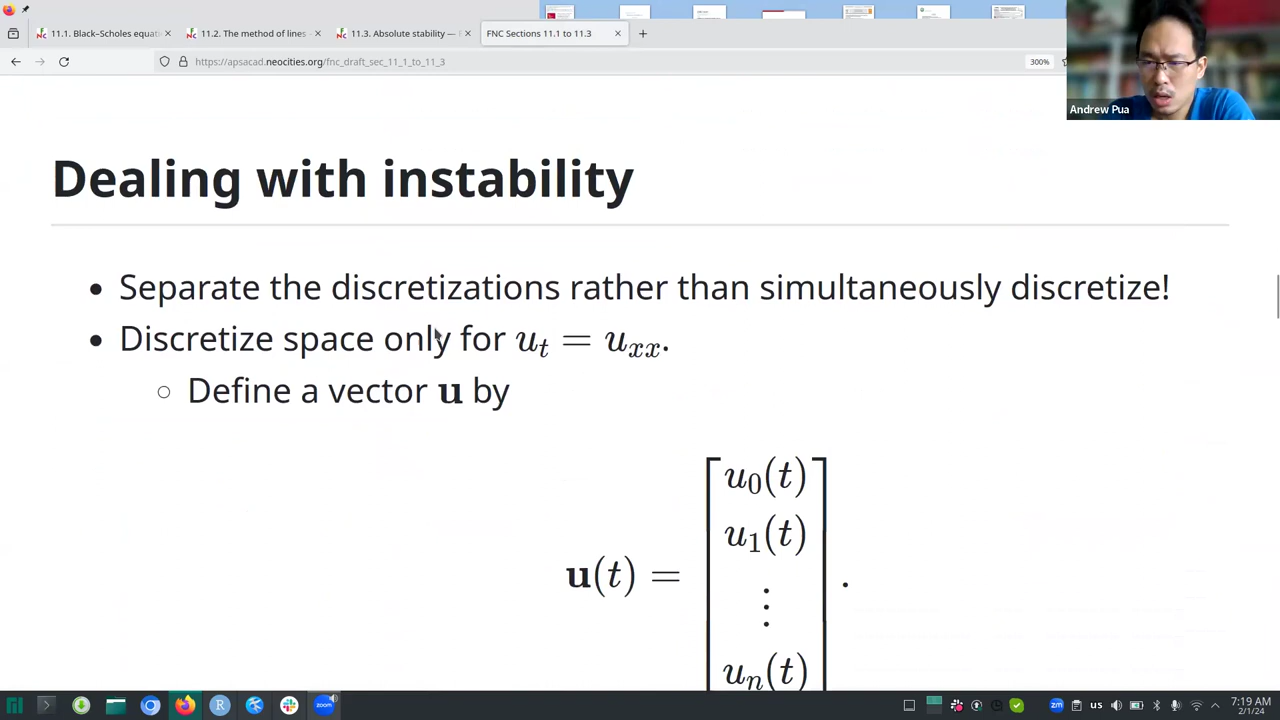 11.1. Black–Scholes equati
11.2. The method of lines
11.3. Absolute stability —
FNC Sections 11.1 to 11.3
https://apsacad.neocities.org/fnc_draft_sec_11_1_to_11_3
300%
Andrew Pua
Dealing with instability
• Separate the discretizations rather than simultaneously discretize!
• Discretize space only for u_t = u_xx.
○ Define a vector u by
u_0(t)
u_1(t)
u(t) = ⋮ .
u_n(t)
zoom
zm
us
7:19 AM
2/1/24